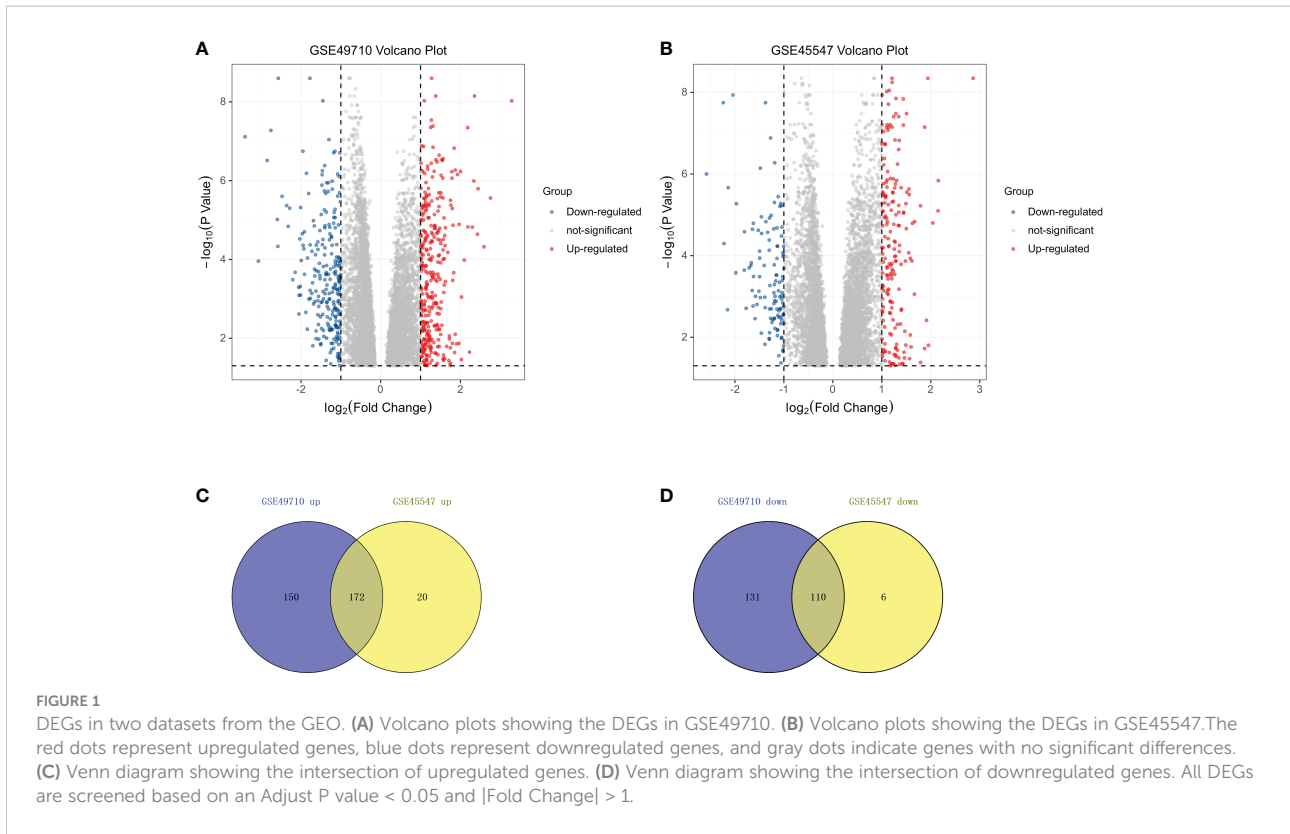 A
GSE49710 Volcano Plot
8
6
4
2
-2
0
2
−log10(P Value)
log2(Fold Change)
Group
Down-regulated
not-significant
Up-regulated
B
GSE45547 Volcano Plot
8
6
4
2
-2
-1
0
1
2
3
−log10(P Value)
log2(Fold Change)
Group
Down-regulated
not-significant
Up-regulated
C
GSE49710 up
GSE45547 up
150
172
20
D
GSE49710 down
GSE45547 down
131
110
6
FIGURE 1
DEGs in two datasets from the GEO. (A) Volcano plots showing the DEGs in GSE49710. (B) Volcano plots showing the DEGs in GSE45547.The
red dots represent upregulated genes, blue dots represent downregulated genes, and gray dots indicate genes with no significant differences.
(C) Venn diagram showing the intersection of upregulated genes. (D) Venn diagram showing the intersection of downregulated genes. All DEGs
are screened based on an Adjust P value < 0.05 and |Fold Change| > 1.